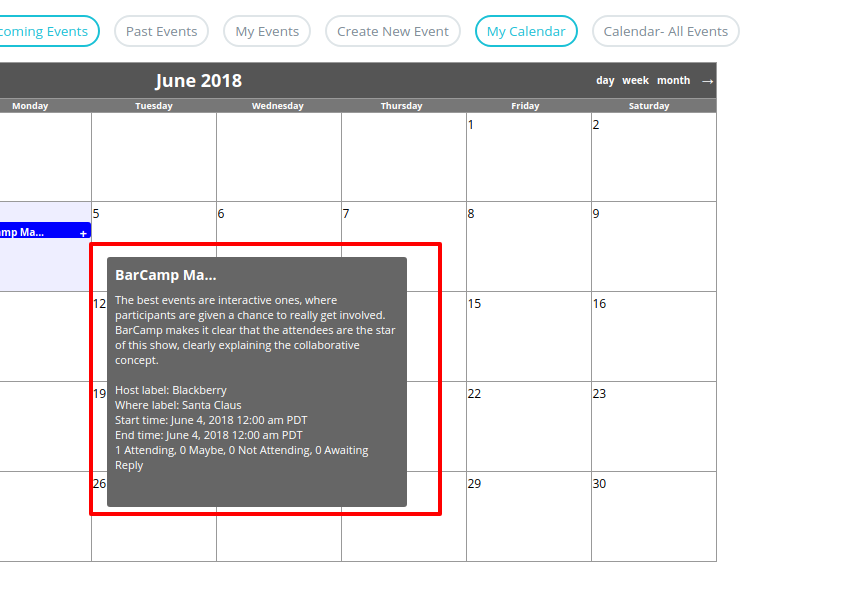 coming Events Past Events My Events Create New Event My Calendar Calendar- All Events
June 2018 day week month →
Monday Tuesday Wednesday Thursday Friday Saturday
1 2
5 6 7 8 9
amp Ma... +
BarCamp Ma...
The best events are interactive ones, where
12 15 16
participants are given a chance to really get involved.
BarCamp makes it clear that the attendees are the star
of this show, clearly explaining the collaborative
concept.
Host label: Blackberry
19 22 23
Where label: Santa Claus
Start time: June 4, 2018 12:00 am PDT
End time: June 4, 2018 12:00 am PDT
1 Attending, 0 Maybe, 0 Not Attending, 0 Awaiting
Reply
26 29 30